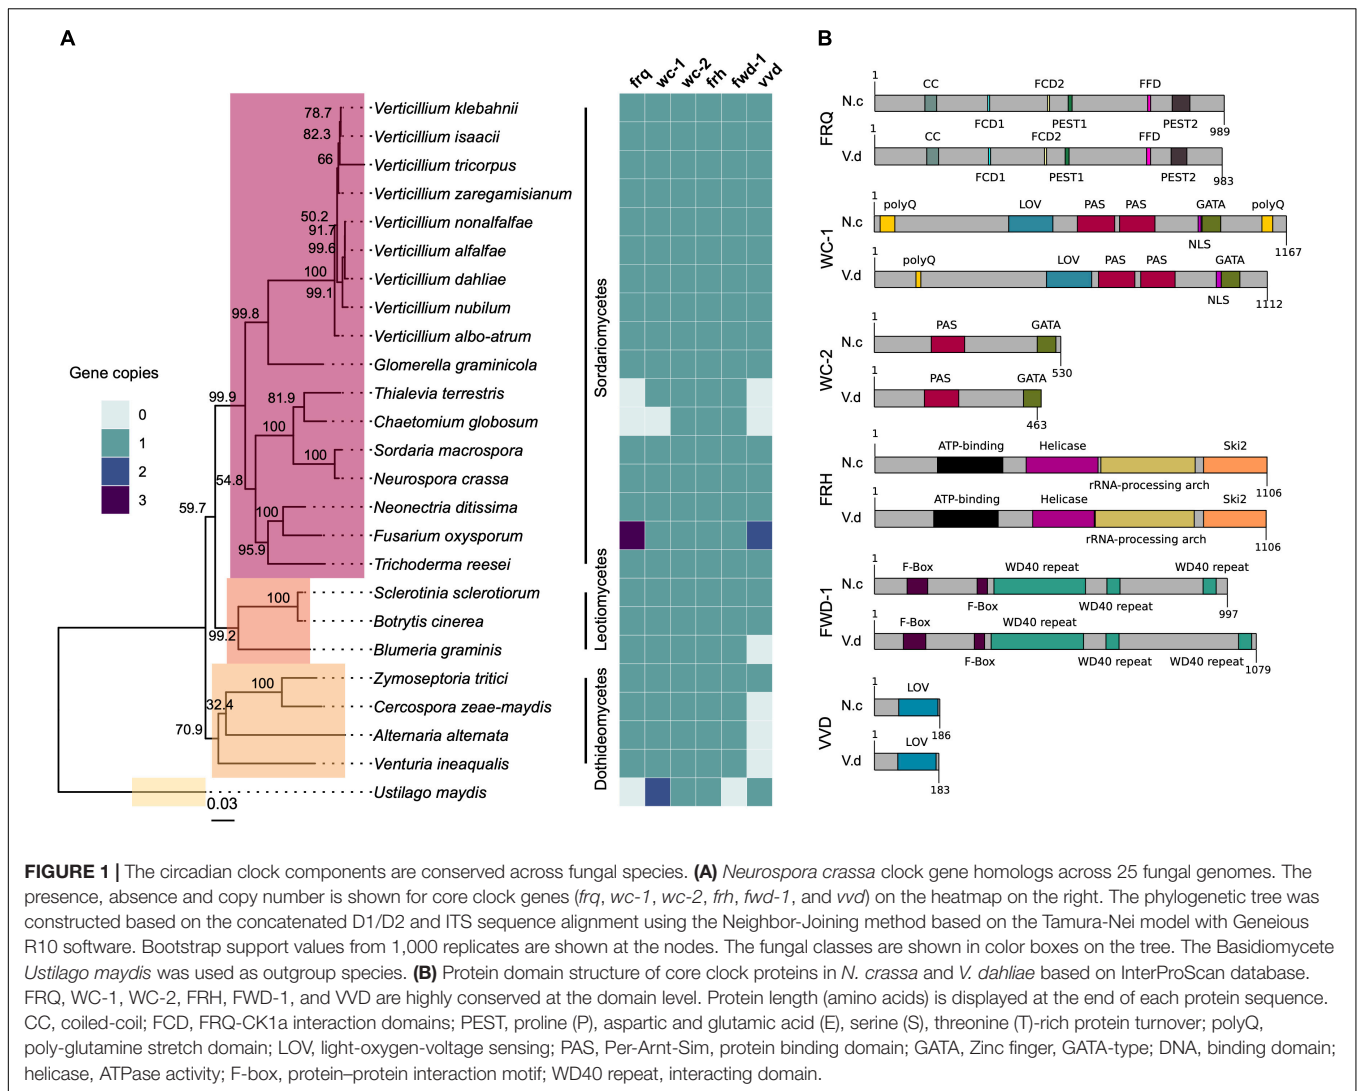 A
frq
wc-1
wc-2
frh
fwd-1
vvd
Verticillium klebahnii
Verticillium isaacii
Verticillium tricorpus
Verticillium zaregamisianum
Verticillium nonalfalfae
Verticillium alfalfae
Verticillium dahliae
Verticillium nubilum
Verticillium albo-atrum
Glomerella graminicola
Thialevia terrestris
Chaetomium globosum
Sordaria macrospora
Neurospora crassa
Neonectria ditissima
Fusarium oxysporum
Trichoderma reesei
Sclerotinia sclerotiorum
Botrytis cinerea
Blumeria graminis
Zymoseptoria tritici
Cercospora zeae-maydis
Alternaria alternata
Venturia ineaqualis
Ustilago maydis
78.7
82.3
66
50.2
91.7
99.6
100
99.1
99.8
99.9
81.9
100
100
54.8
100
95.9
59.7
100
99.2
100
32.4
70.9
0.03
Gene copies
0
1
2
3
Sordariomycetes
Leotiomycetes
Dothideomycetes
B
FRQ
1
N.c
CC
FCD1
FCD2
PEST1
FFD
PEST2
989
1
V.d
CC
FCD1
FCD2
PEST1
FFD
PEST2
983
WC-1
1
N.c
polyQ
LOV
PAS
PAS
NLS
GATA
polyQ
1167
1
V.d
polyQ
LOV
PAS
PAS
NLS
GATA
1112
WC-2
1
N.c
PAS
GATA
530
1
V.d
PAS
GATA
463
FRH
1
N.c
ATP-binding
Helicase
rRNA-processing arch
Ski2
1106
1
V.d
ATP-binding
Helicase
rRNA-processing arch
Ski2
1106
FWD-1
1
N.c
F-Box
F-Box
WD40 repeat
WD40 repeat
WD40 repeat
997
1
V.d
F-Box
F-Box
WD40 repeat
WD40 repeat
WD40 repeat
1079
VVD
1
N.c
LOV
186
1
V.d
LOV
183
FIGURE 1 | The circadian clock components are conserved across fungal species. (A) Neurospora crassa clock gene homologs across 25 fungal genomes. The
presence, absence and copy number is shown for core clock genes (frq, wc-1, wc-2, frh, fwd-1, and vvd) on the heatmap on the right. The phylogenetic tree was
constructed based on the concatenated D1/D2 and ITS sequence alignment using the Neighbor-Joining method based on the Tamura-Nei model with Geneious
R10 software. Bootstrap support values from 1,000 replicates are shown at the nodes. The fungal classes are shown in color boxes on the tree. The Basidiomycete
Ustilago maydis was used as outgroup species. (B) Protein domain structure of core clock proteins in N. crassa and V. dahliae based on InterProScan database.
FRQ, WC-1, WC-2, FRH, FWD-1, and VVD are highly conserved at the domain level. Protein length (amino acids) is displayed at the end of each protein sequence.
CC, coiled-coil; FCD, FRQ-CK1a interaction domains; PEST, proline (P), aspartic and glutamic acid (E), serine (S), threonine (T)-rich protein turnover; polyQ,
poly-glutamine stretch domain; LOV, light-oxygen-voltage sensing; PAS, Per-Arnt-Sim, protein binding domain; GATA, Zinc finger, GATA-type; DNA, binding domain;
helicase, ATPase activity; F-box, protein–protein interaction motif; WD40 repeat, interacting domain.